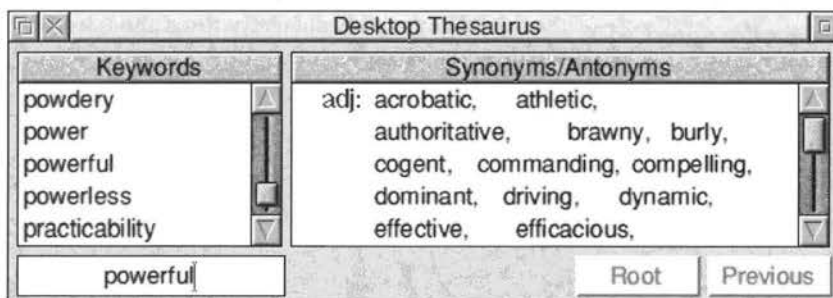 Desktop Thesaurus
Keywords
powdery
power
powerful
powerless
practicability
powerful
Synonyms/Antonyms
adj: acrobatic, athletic,
authoritative, brawny, burly,
cogent, commanding, compelling,
dominant, driving, dynamic,
effective, efficacious,
Root Previous